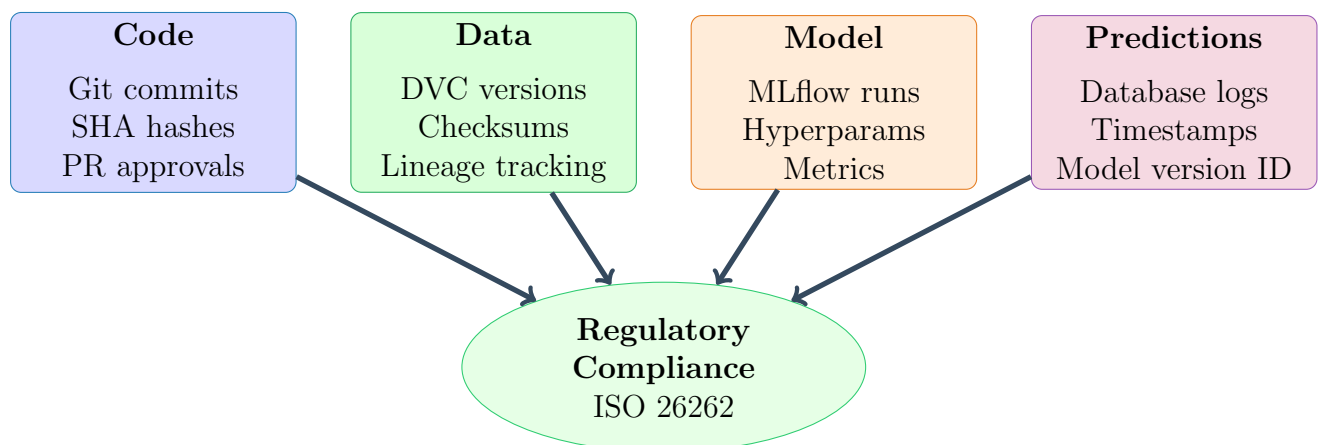 Code
Git commits
SHA hashes
PR approvals
Data
DVC versions
Checksums
Lineage tracking
Model
MLflow runs
Hyperparams
Metrics
Predictions
Database logs
Timestamps
Model version ID
Regulatory
Compliance
ISO 26262